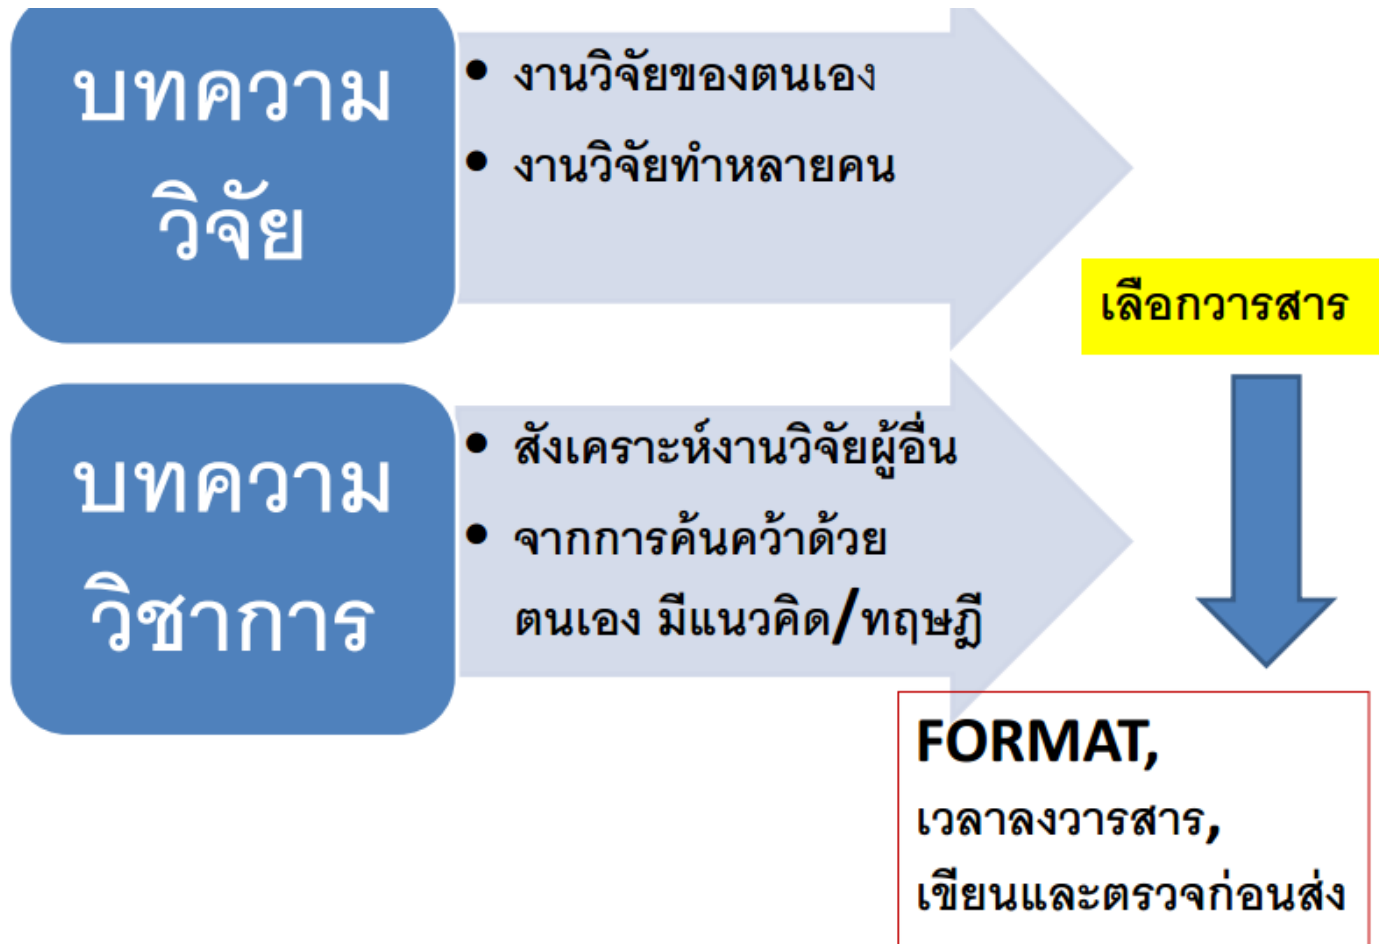 บทความ
วิจัย
• งานวิจัยของตนเอง
• งานวิจัยทำหลายคน
เลือกวารสาร
บทความ
วิชาการ
• สังเคราะห์งานวิจัยผู้อื่น
• จากการค้นคว้าด้วย
ตนเอง มีแนวคิด/ทฤษฎี
FORMAT,
เวลาลงวารสาร,
เขียนและตรวจก่อนส่ง